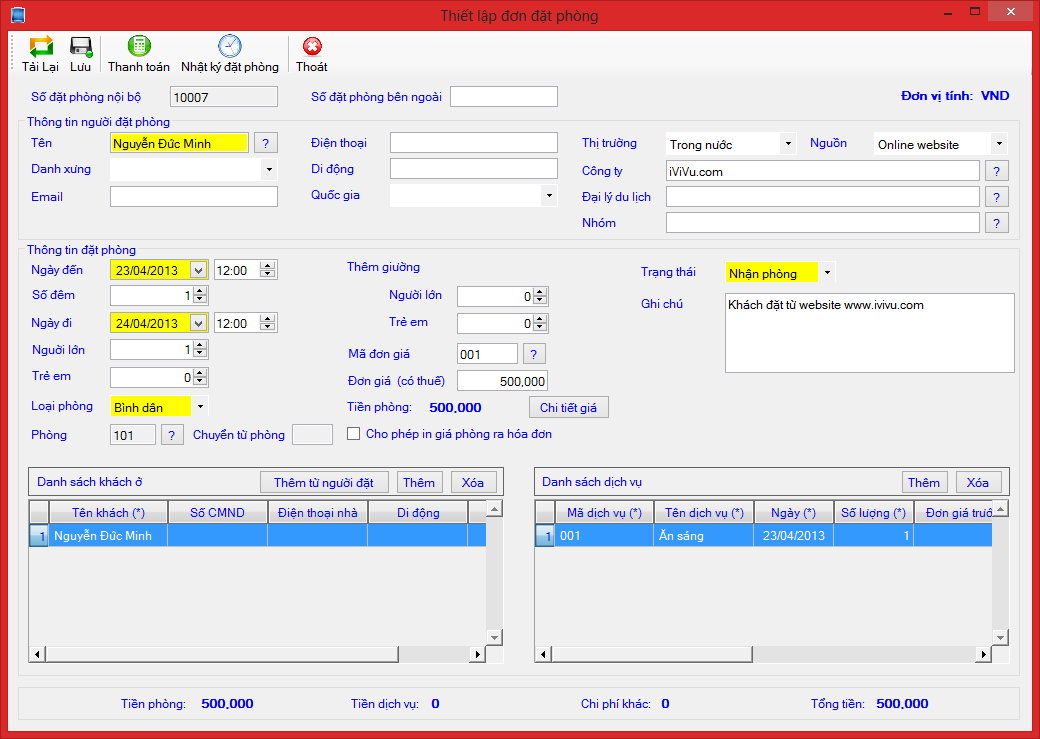 Thiết lập đơn đặt phòng
Tải Lại Lưu Thanh toán Nhật ký đặt phòng Thoát
Số đặt phòng nội bộ 10007 Số đặt phòng bên ngoài Đơn vị tính: VND
Thông tin người đặt phòng
Tên Nguyễn Đức Minh ? Điện thoại Thị trường Trong nước Nguồn Online website
Danh xưng Di động Công ty iViVu.com ?
Email Quốc gia Đại lý du lịch ?
Nhóm ?
Thông tin đặt phòng
Ngày đến 23/04/2013 12:00 Thêm giường Trạng thái Nhận phòng
Số đêm 1 Người lớn 0 Ghi chú Khách đặt từ website www.ivivu.com
Ngày đi 24/04/2013 12:00 Trẻ em 0
Người lớn 1 Mã đơn giá 001 ?
Trẻ em 0 Đơn giá (có thuế) 500,000
Loại phòng Bình dân Tiền phòng: 500,000 Chi tiết giá
Phòng 101 ? Chuyển từ phòng Cho phép in giá phòng ra hóa đơn
Danh sách khách ở Thêm từ người đặt Thêm Xóa Danh sách dịch vụ Thêm Xóa
Tên khách (*) Số CMND Điện thoại nhà Di động Mã dịch vụ (*) Tên dịch vụ (*) Ngày (*) Số lượng (*) Đơn giá trướ
1 Nguyễn Đức Minh 1 001 Ăn sáng 23/04/2013 1
Tiền phòng: 500,000 Tiền dịch vụ: 0 Chi phí khác: 0 Tổng tiền: 500,000